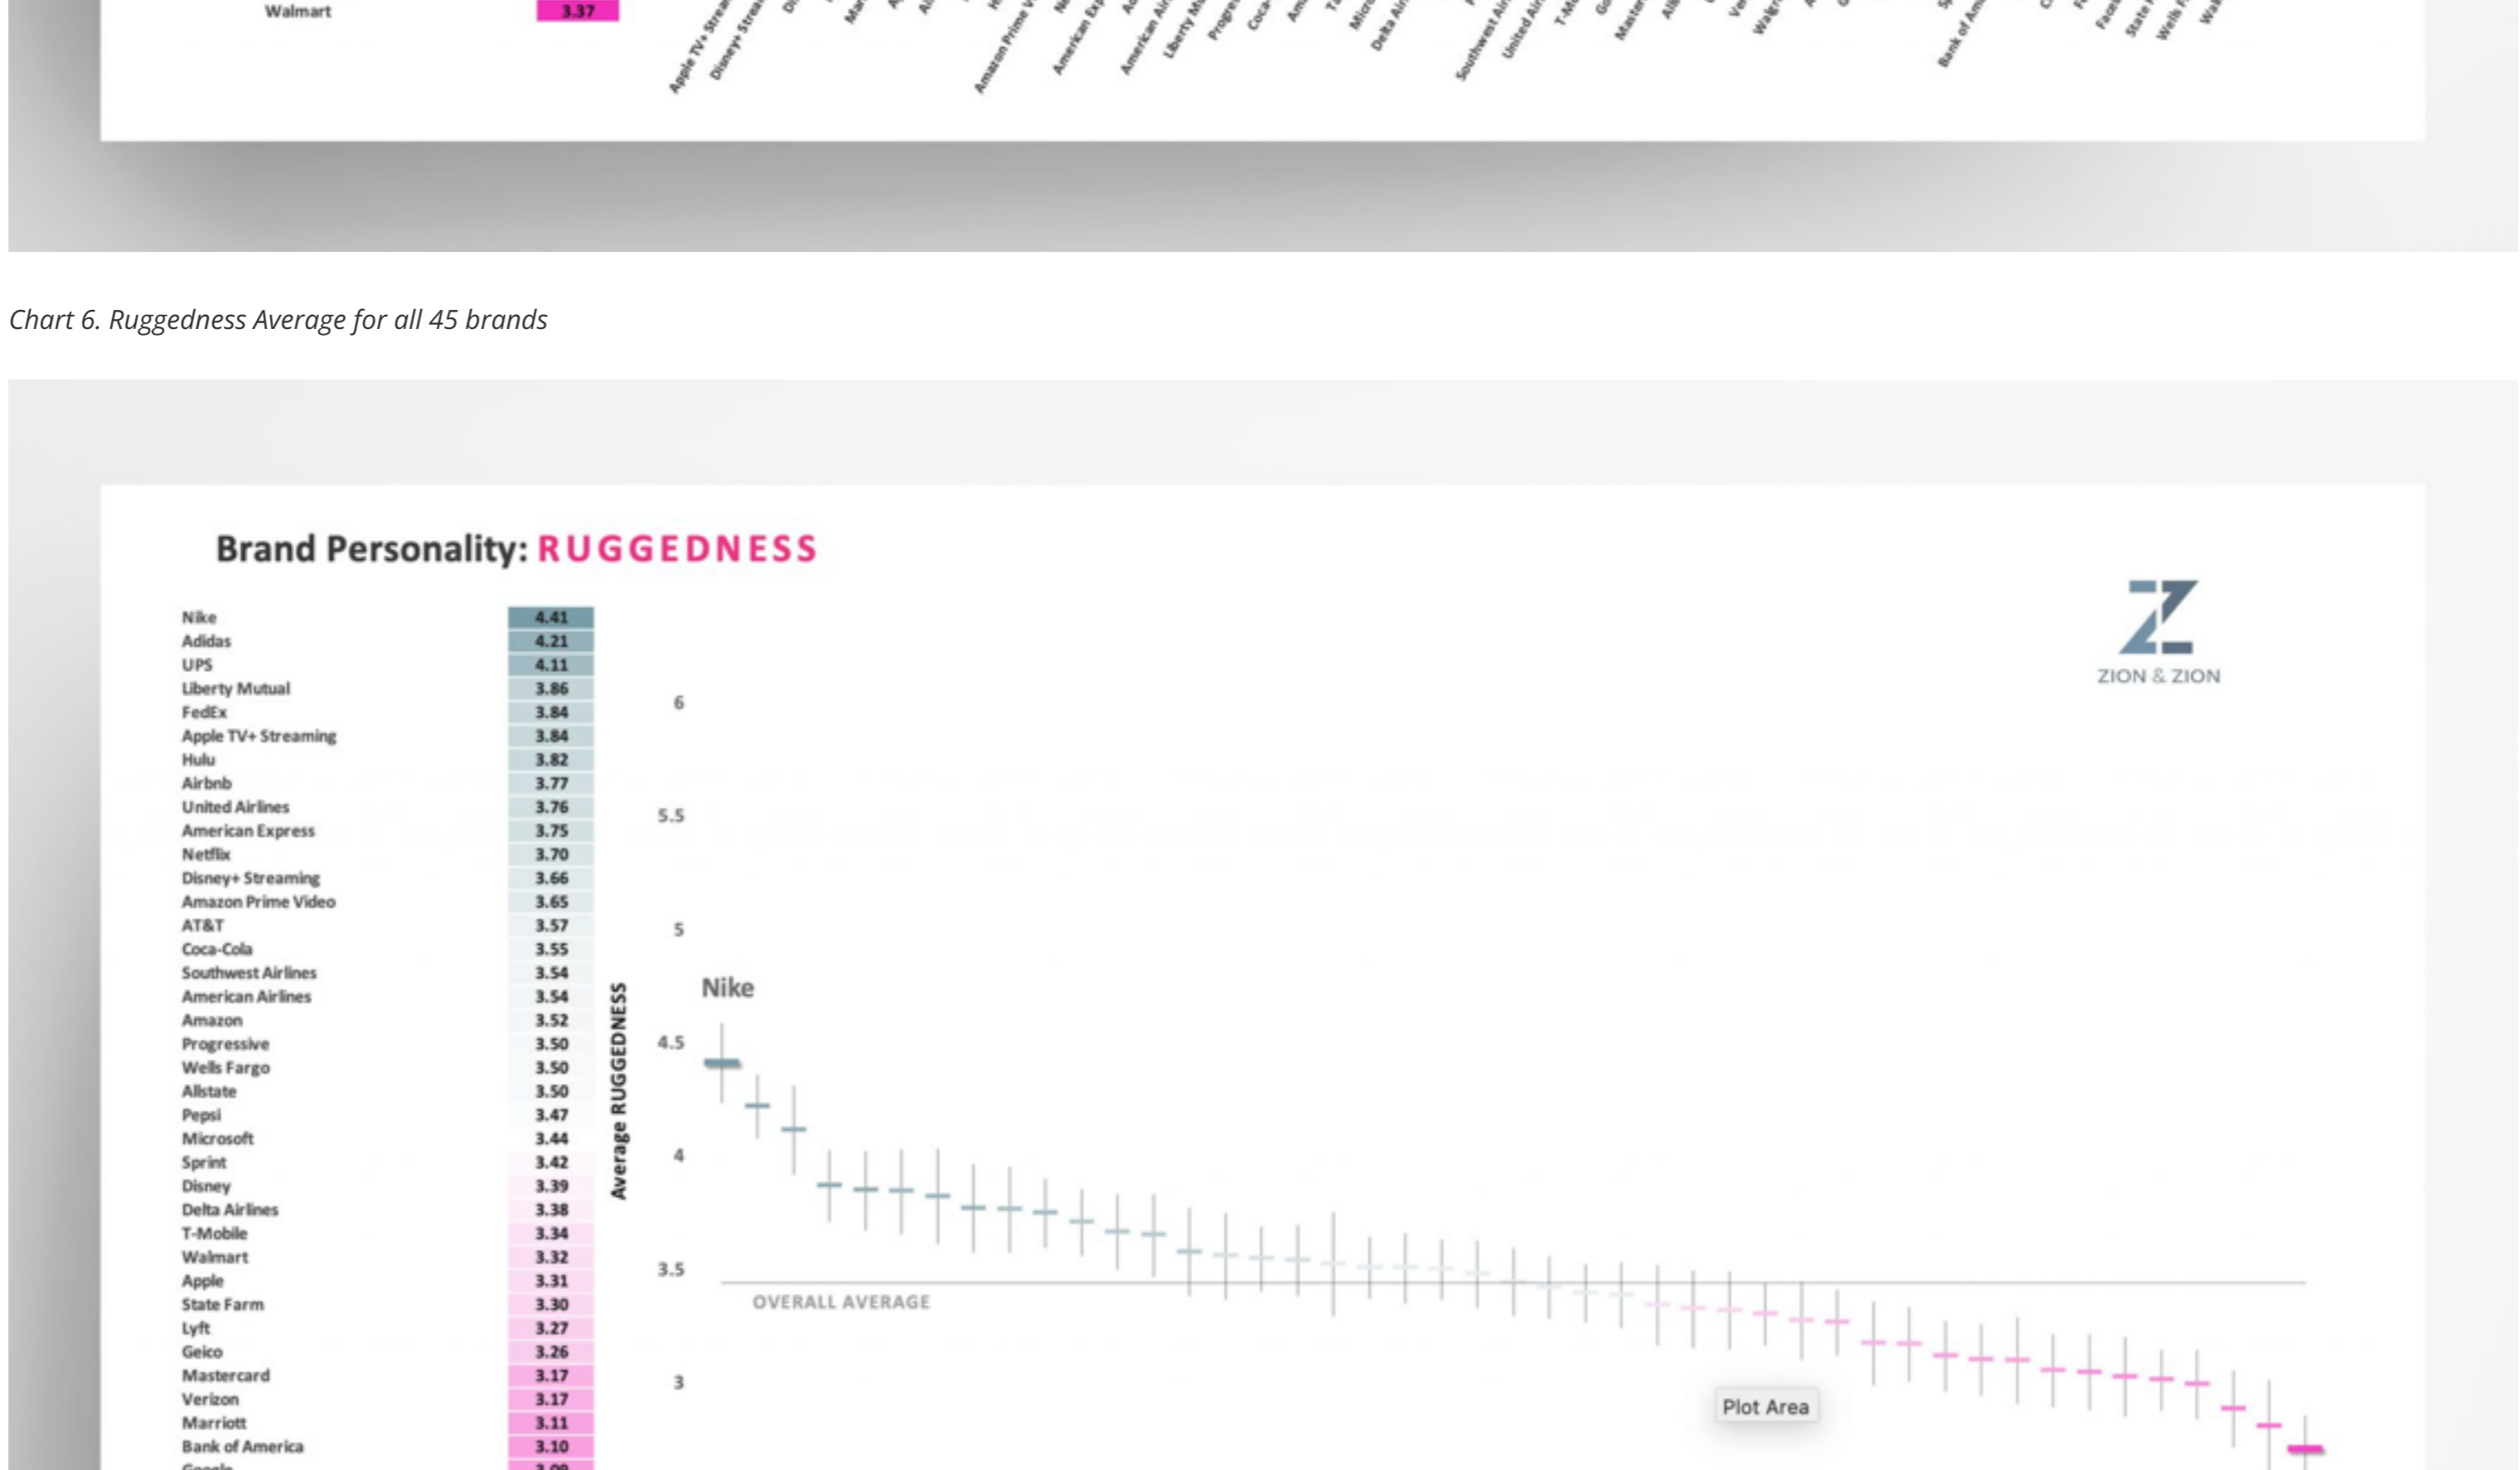 Walmart 3.37
Chart 6. Ruggedness Average for all 45 brands
Brand Personality: RUGGEDNESS
ZION & ZION
Nike 4.41
Adidas 4.21
UPS 4.11
Liberty Mutual 3.86
FedEx 3.84
Apple TV+ Streaming 3.84
Hulu 3.82
Airbnb 3.77
United Airlines 3.76
American Express 3.75
Netflix 3.70
Disney+ Streaming 3.66
Amazon Prime Video 3.65
AT&T 3.57
Coca-Cola 3.55
Southwest Airlines 3.54
American Airlines 3.54
Amazon 3.52
Progressive 3.50
Wells Fargo 3.50
Allstate 3.50
Pepsi 3.47
Microsoft 3.44
Sprint 3.42
Disney 3.39
Delta Airlines 3.38
T-Mobile 3.34
Walmart 3.32
Apple 3.31
State Farm 3.30
Lyft 3.27
Geico 3.26
Mastercard 3.17
Verizon 3.17
Marriott 3.11
Bank of America 3.10
Average RUGGEDNESS
6
5.5
5
4.5
4
3.5
3
Nike
OVERALL AVERAGE
Plot Area